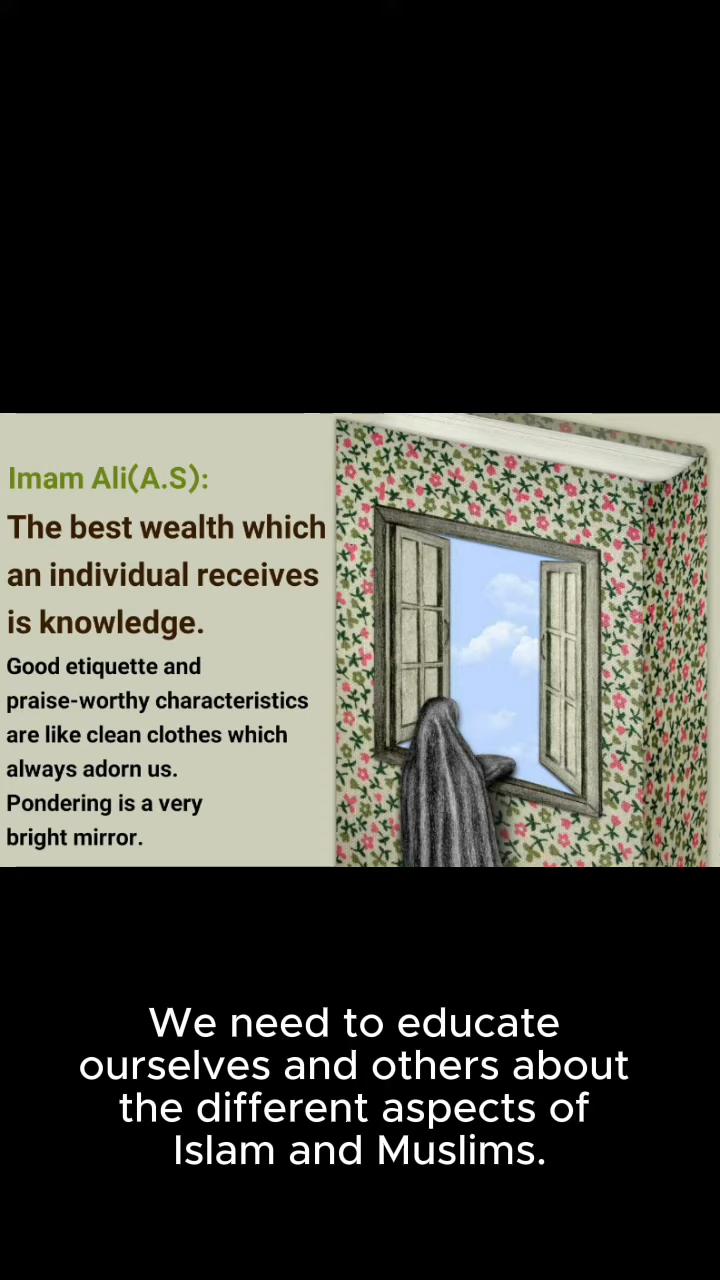 Imam Ali(A.S):
The best wealth which
an individual receives
is knowledge.
Good etiquette and
praise-worthy characteristics
are like clean clothes which
always adorn us.
Pondering is a very
bright mirror.
We need to educate
ourselves and others about
the different aspects of
Islam and Muslims.